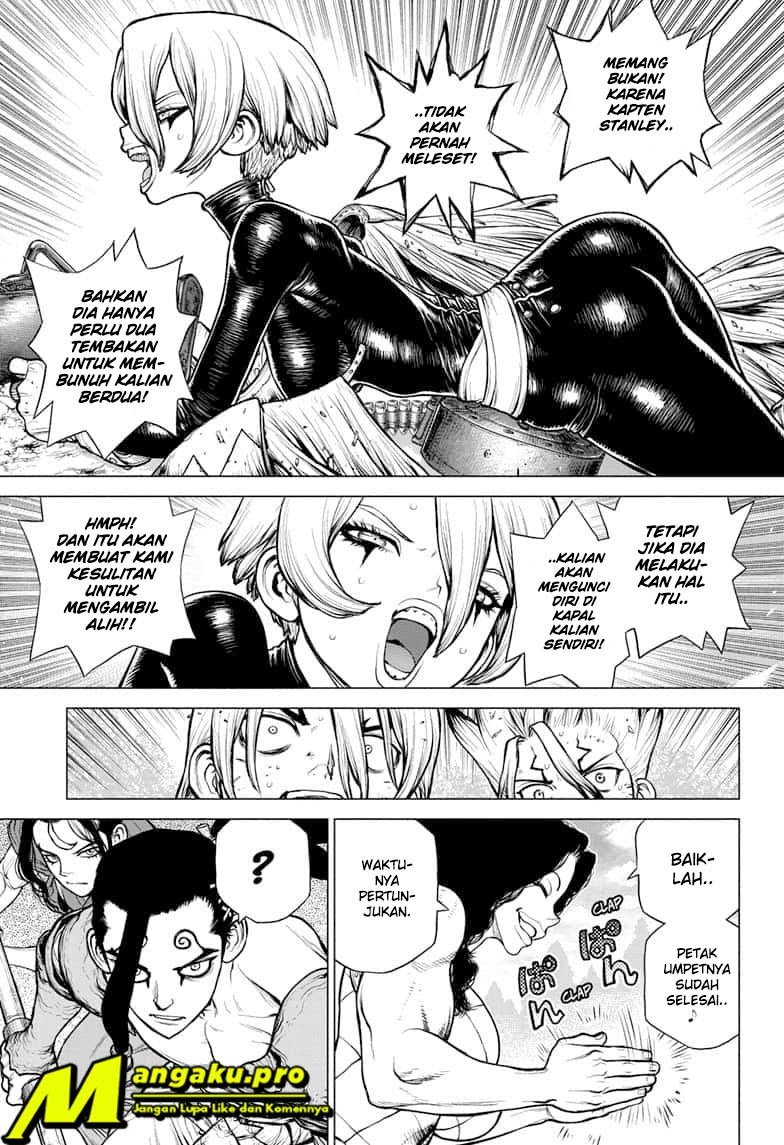 MEMANG
BUKAN!
KARENA
KAPTEN
STANLEY..
..TIDAK
AKAN
PERNAH
MELESET!
BAHKAN
DIA HANYA
PERLU DUA
TEMBAKAN
UNTUK MEM-
BUNUH KALIAN
BERDUA!
TETAPI
JIKA DIA
MELAKU-
KAN HAL
ITU..
..KALIAN
AKAN
MENGUNCI
DIRI DI
KAPAL
KALIAN
SENDIRI!
HMPH!
DAN ITU AKAN
MEMBUAT KAMI
KESULITAN
UNTUK
MENGAMBIL
ALIH!!
BAIK-
LAH..
PETAK
UMPETNYA
SUDAH
SELESAI..
♪
CLAP
ぱん
ぱん
CLAP
WAKTU-
NYA
PERTUN-
JUKAN.
?
Mangaku.pro
Jangan Lupa Like dan Komennya